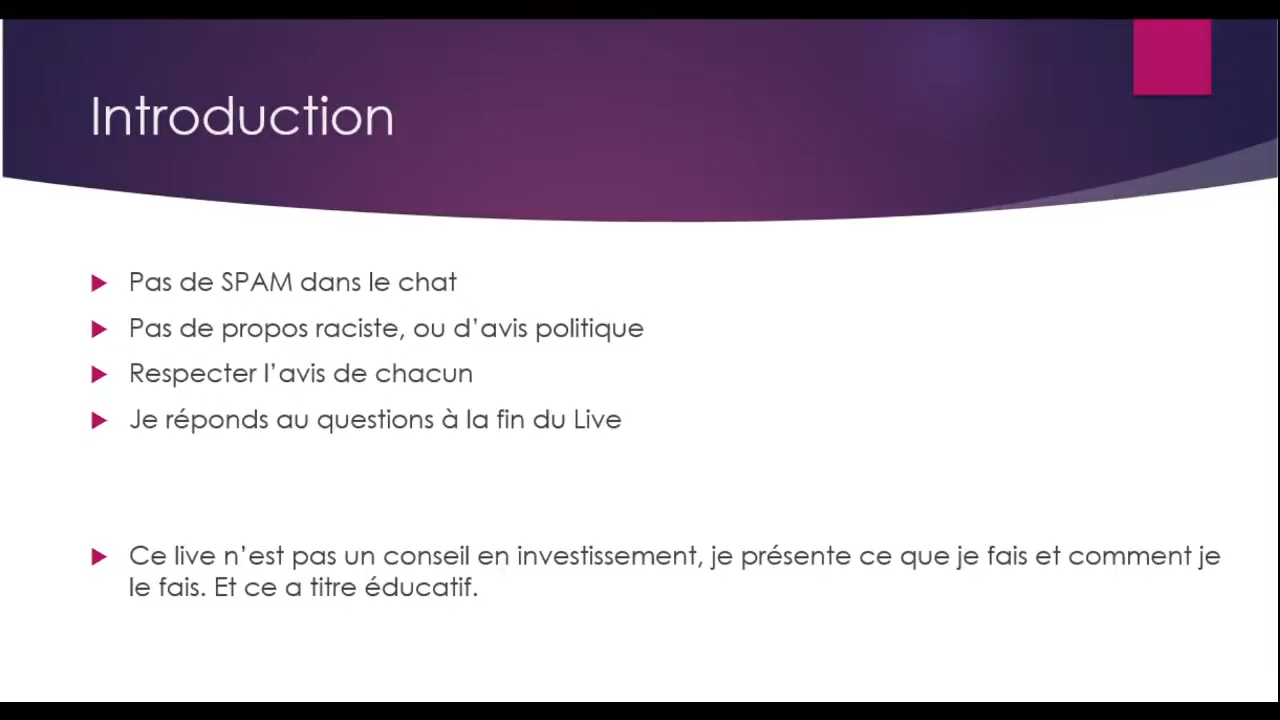 Introduction
Pas de SPAM dans le chat
Pas de propos raciste, ou d’avis politique
Respecter l’avis de chacun
Je réponds au questions à la fin du Live
Ce live n’est pas un conseil en investissement, je présente ce que je fais et comment je
le fais. Et ce a titre éducatif.